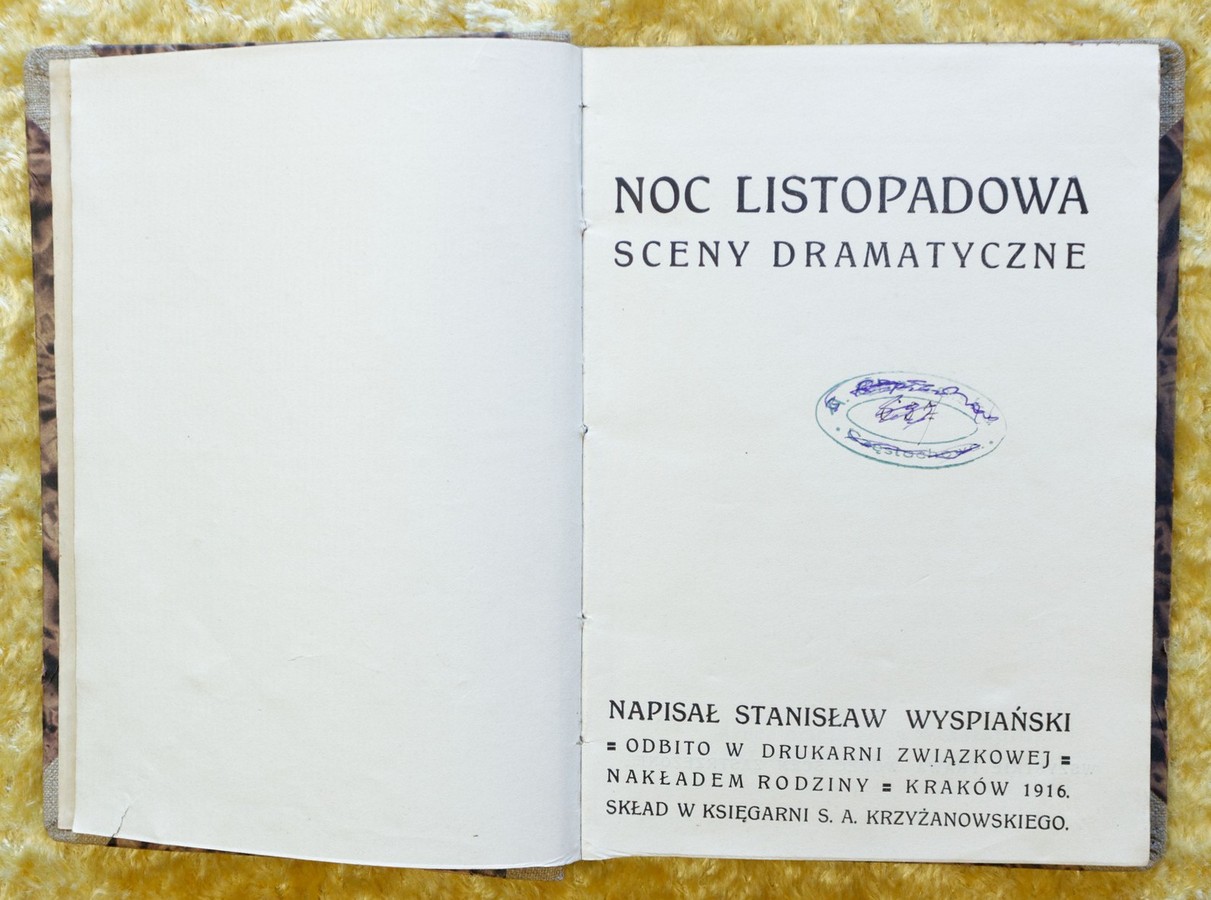 NOC LISTOPADOWA
SCENY DRAMATYCZNE
NAPISAŁ STANISŁAW WYSPIAŃSKI
= ODBITO W DRUKARNI ZWIĄZKOWEJ =
NAKŁADEM RODZINY = KRAKÓW 1916.
SKŁAD W KSIĘGARNI S. A. KRZYŻANOWSKIEGO.